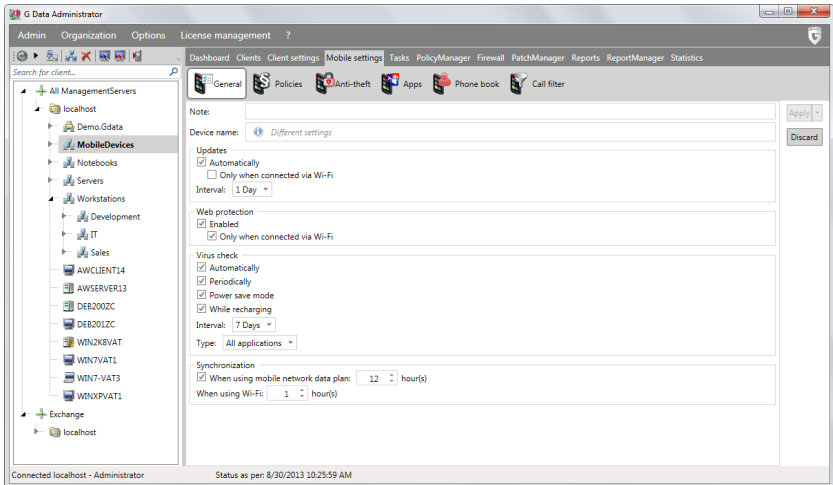 G Data Administrator
Admin Organization Options License management ?
Dashboard Clients Client settings Mobile settings Tasks PolicyManager Firewall PatchManager Reports ReportManager Statistics
Search for client...
General Policies Anti-theft Apps Phone book Call filter
All ManagementServers
localhost
Demo.Gdata
MobileDevices
Notebooks
Servers
Workstations
Development
IT
Sales
AWCLIENT14
AWSERVER13
DEB200ZC
DEB201ZC
WIN2K8VAT
WIN7VAT1
WIN7-VAT3
WINXPVAT1
Exchange
localhost
Note:
Apply
Device name: Different settings
Discard
Updates
Automatically
Only when connected via Wi-Fi
Interval: 1 Day
Web protection
Enabled
Only when connected via Wi-Fi
Virus check
Automatically
Periodically
Power save mode
While recharging
Interval: 7 Days
Type: All applications
Synchronization
When using mobile network data plan: 12 hour(s)
When using Wi-Fi: 1 hour(s)
Connected localhost - Administrator Status as per: 8/30/2013 10:25:59 AM